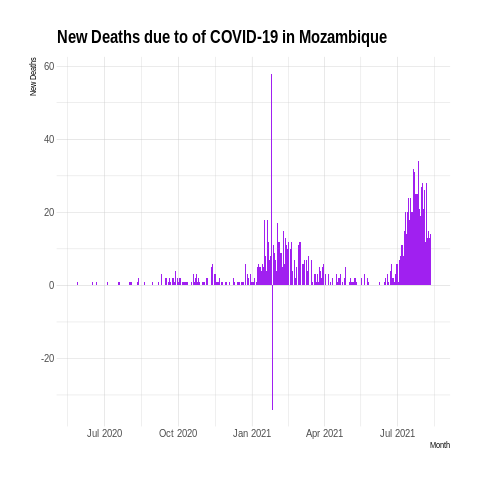 New Deaths due to of COVID-19 in Mozambique
New Deaths
60
40
20
0
-20
Jul 2020
Oct 2020
Jan 2021
Apr 2021
Jul 2021
Month